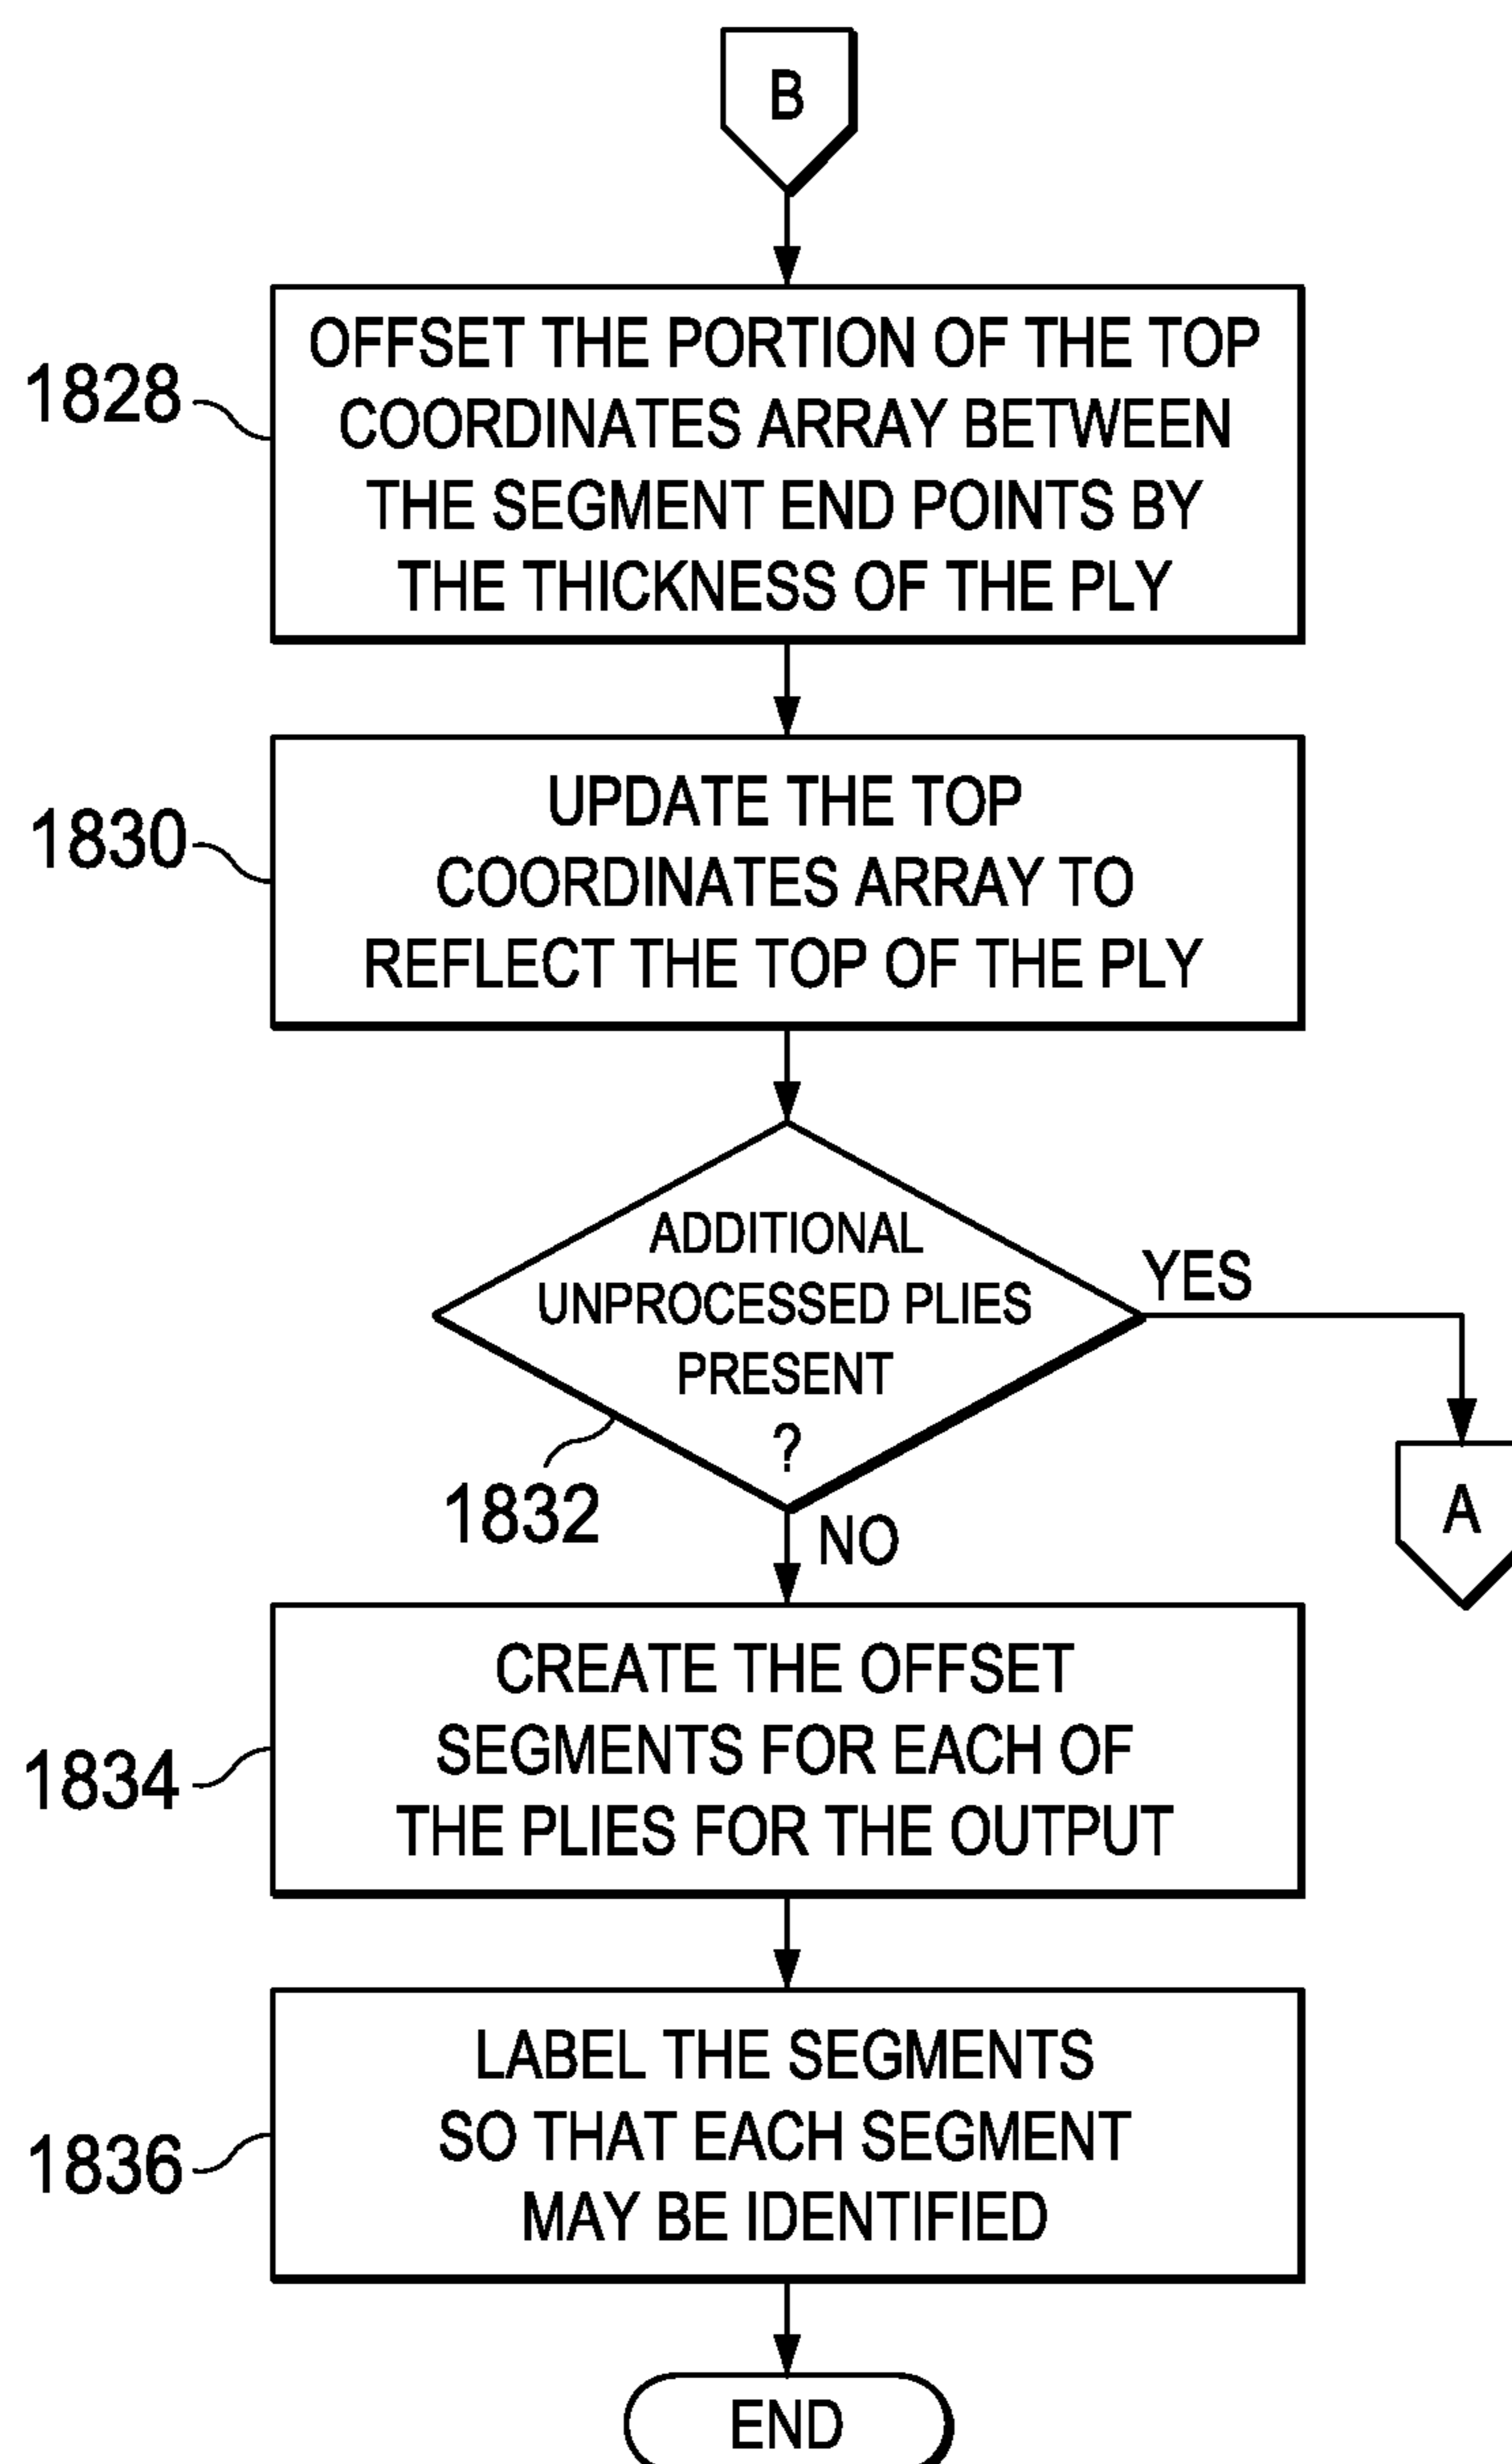 B
1828
OFFSET THE PORTION OF THE TOP
COORDINATES ARRAY BETWEEN
THE SEGMENT END POINTS BY
THE THICKNESS OF THE PLY
1830
UPDATE THE TOP
COORDINATES ARRAY TO
REFLECT THE TOP OF THE PLY
ADDITIONAL
UNPROCESSED PLIES
PRESENT
?
1832
YES
A
NO
1834
CREATE THE OFFSET
SEGMENTS FOR EACH OF
THE PLIES FOR THE OUTPUT
1836
LABEL THE SEGMENTS
SO THAT EACH SEGMENT
MAY BE IDENTIFIED
END